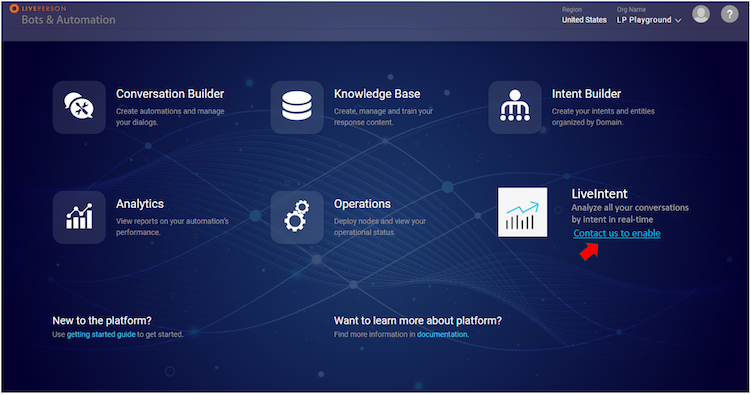 LIVEPERSON
Bots & Automation
Region
United States
Org Name
LP Playground
?
Conversation Builder
Create automations and manage
your dialogs.
Knowledge Base
Create, manage and train your
response content.
Intent Builder
Create your intents and entities
organized by Domain.
Analytics
View reports on your automation's
performance.
Operations
Deploy nodes and view your
operational status.
LiveIntent
Analyze all your conversations
by intent in real-time
Contact us to enable
New to the platform?
Use getting started guide to get started.
Want to learn more about platform?
Find more information in documentation.